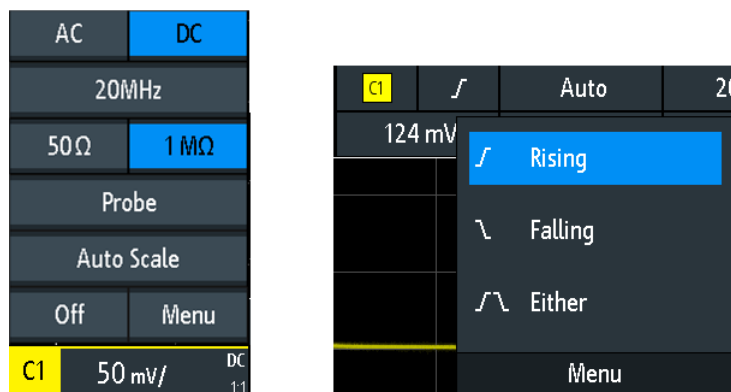 AC DC
20MHz
50Ω 1 MΩ
Probe
Auto Scale
Off Menu
C1 50 mV/ DC
1:1
C1 Auto
124 mV
Rising
Falling
Either
Menu